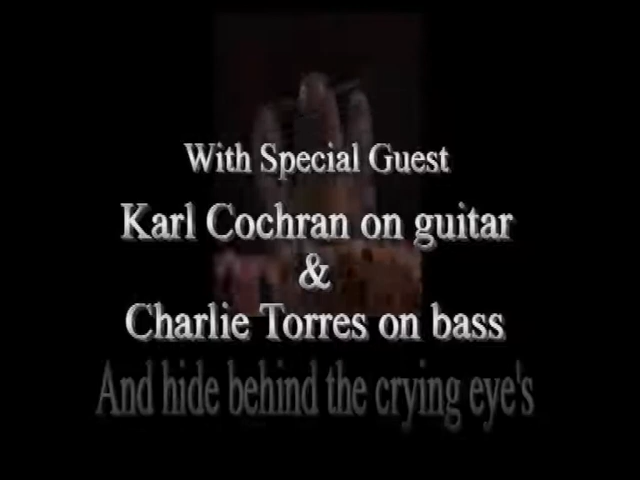 With Special Guest
Karl Cochran on guitar
&
Charlie Torres on bass
And hide behind the crying eye's